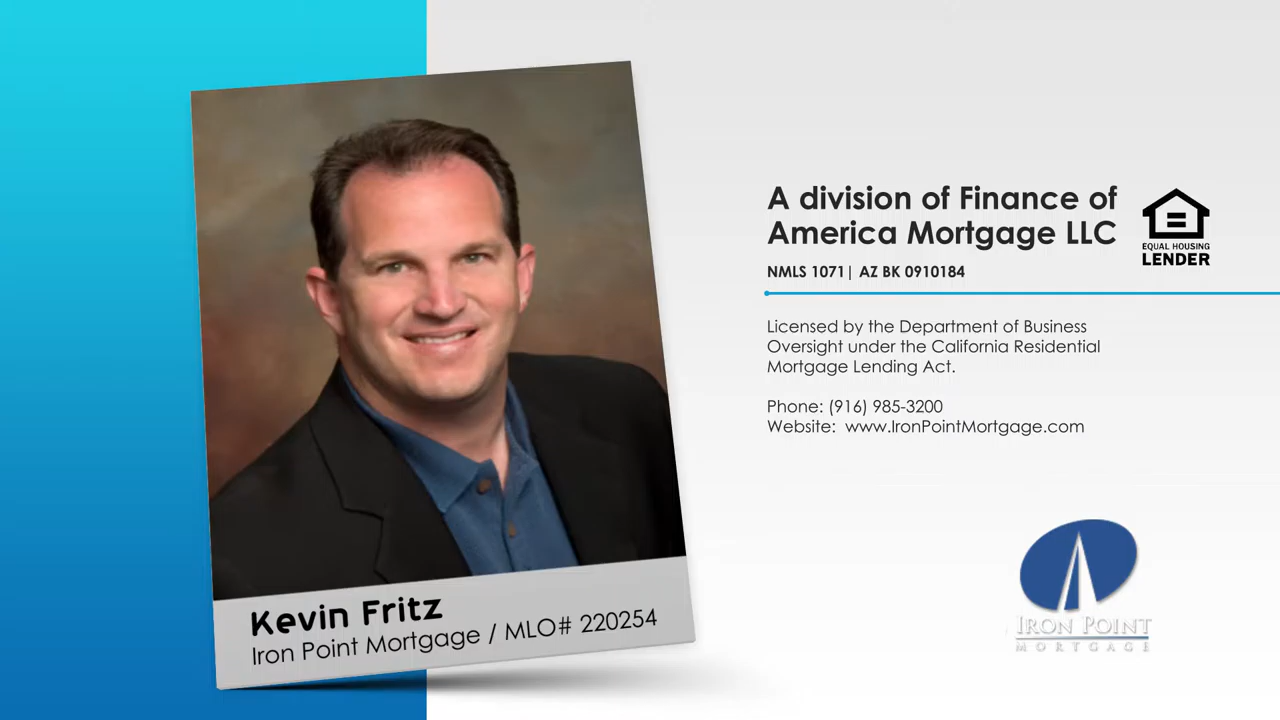 A division of Finance of
America Mortgage LLC
NMLS 1071| AZ BK 0910184
EQUAL HOUSING
LENDER
Licensed by the Department of Business
Oversight under the California Residential
Mortgage Lending Act.
Phone: (916) 985-3200
Website: www.IronPointMortgage.com
Kevin Fritz
Iron Point Mortgage / MLO# 220254
IRON POINT
MORTGAGE